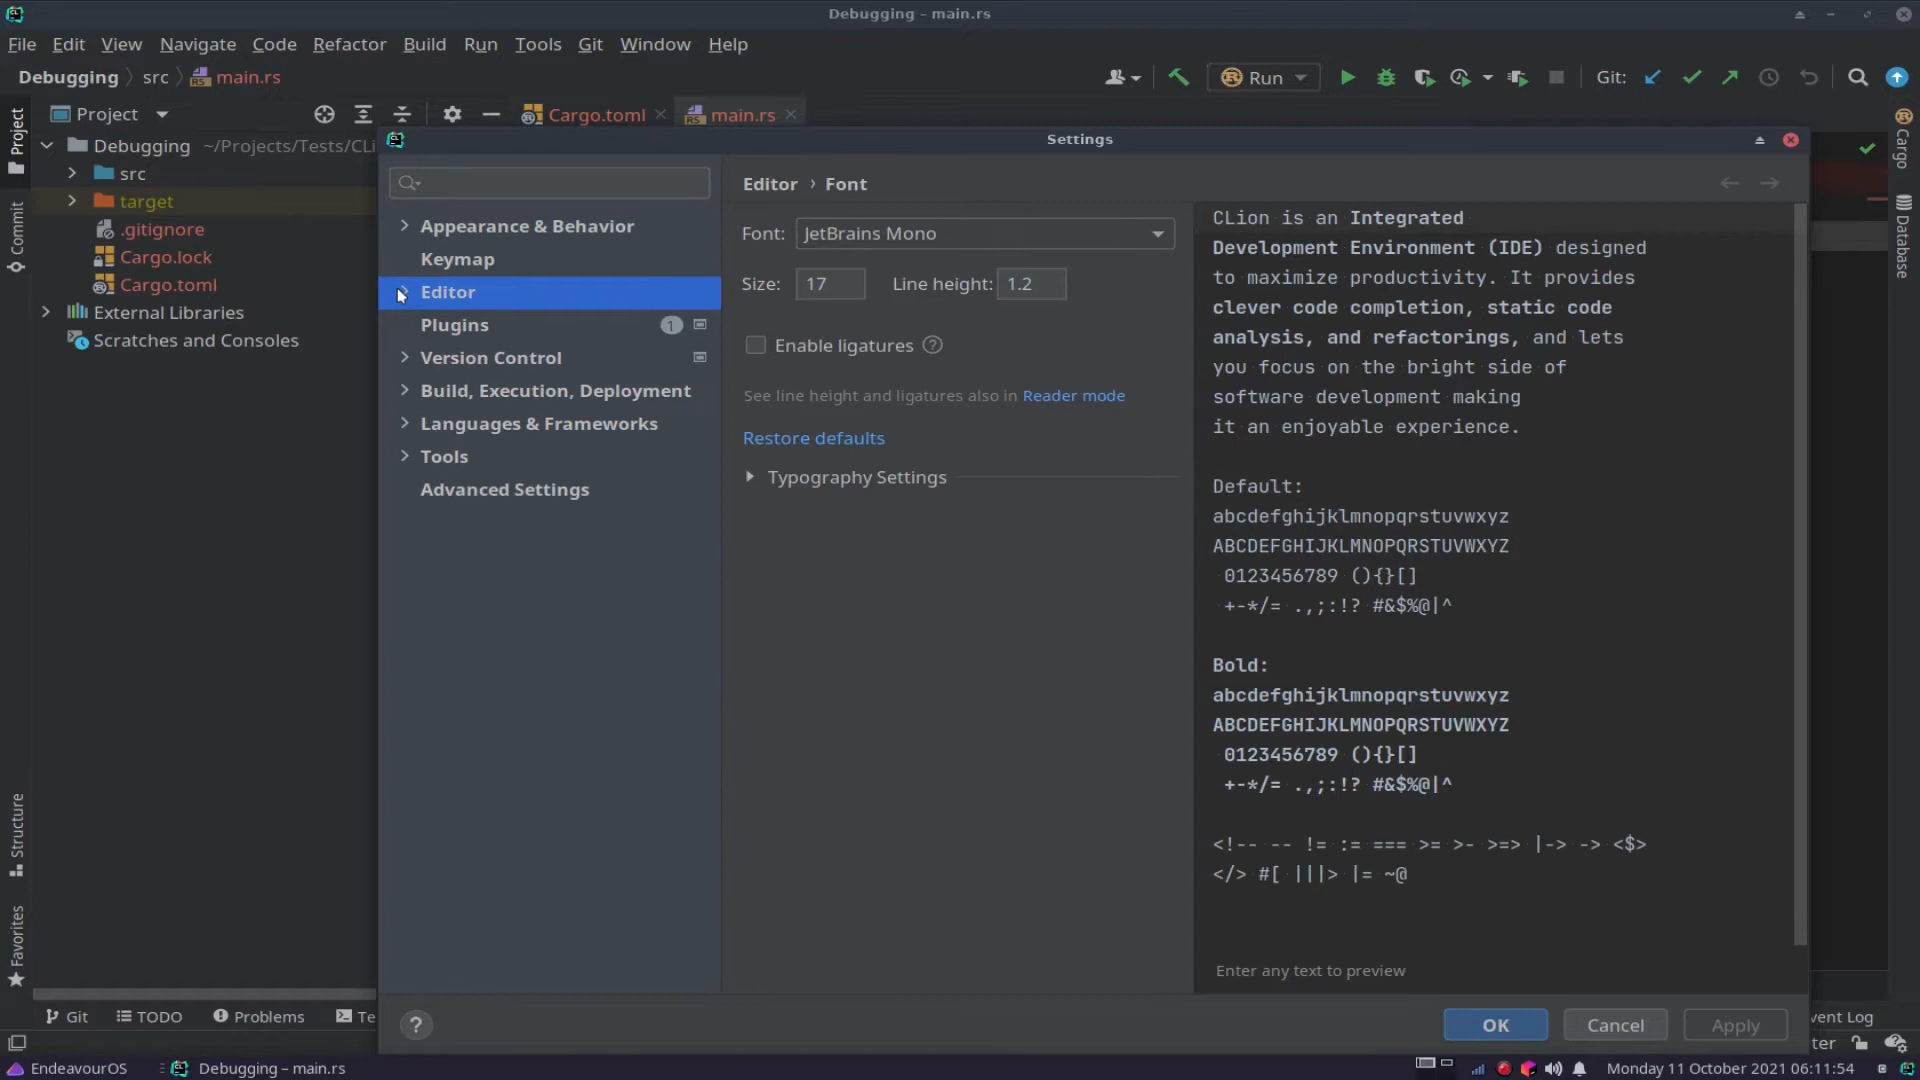 Debugging – main.rs
File Edit View Navigate Code Refactor Build Run Tools Git Window Help
Debugging src main.rs
Run
Git:
Project
Cargo.toml
main.rs
Debugging ~/Projects/Tests/CLi
src
target
.gitignore
Cargo.lock
Cargo.toml
External Libraries
Scratches and Consoles
Project
Commit
Structure
Favorites
Settings
Appearance & Behavior
Keymap
Editor
Plugins 1
Version Control
Build, Execution, Deployment
Languages & Frameworks
Tools
Advanced Settings
Editor › Font
Font: JetBrains Mono
Size: 17 Line height: 1.2
Enable ligatures ?
See line height and ligatures also in Reader mode
Restore defaults
Typography Settings
CLion is an Integrated
Development Environment (IDE) designed
to maximize productivity. It provides
clever code completion, static code
analysis, and refactorings, and lets
you focus on the bright side of
software development making
it an enjoyable experience.
Default:
abcdefghijklmnopqrstuvwxyz
ABCDEFGHIJKLMNOPQRSTUVWXYZ
0123456789 (){}[]
+-*/= .,;:!? #&$%@|^
Bold:
abcdefghijklmnopqrstuvwxyz
ABCDEFGHIJKLMNOPQRSTUVWXYZ
0123456789 (){}[]
+-*/= .,;:!? #&$%@|^
<!-- -- != := === >= >- >=> |-> -> <$>
</> #[ |||> |= ~@
Enter any text to preview
?
OK Cancel Apply
Cargo
Database
Git TODO Problems Te
vent Log
ter
EndeavourOS Debugging – main.rs
Monday 11 October 2021 06:11:54